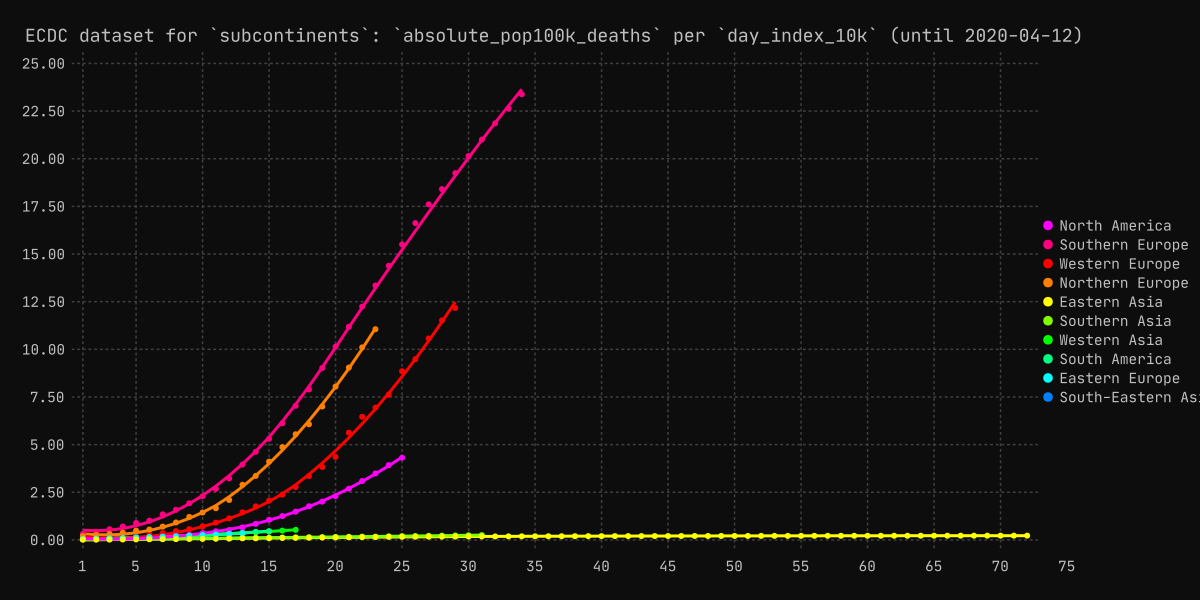 ECDC dataset for `subcontinents`: `absolute_pop100k_deaths` per `day_index_10k` (until 2020-04-12)
25.00
22.50
20.00
17.50
15.00
12.50
10.00
7.50
5.00
2.50
0.00
1 5 10 15 20 25 30 35 40 45 50 55 60 65 70 75
North America
Southern Europe
Western Europe
Northern Europe
Eastern Asia
Southern Asia
Western Asia
South America
Eastern Europe
South-Eastern Asi